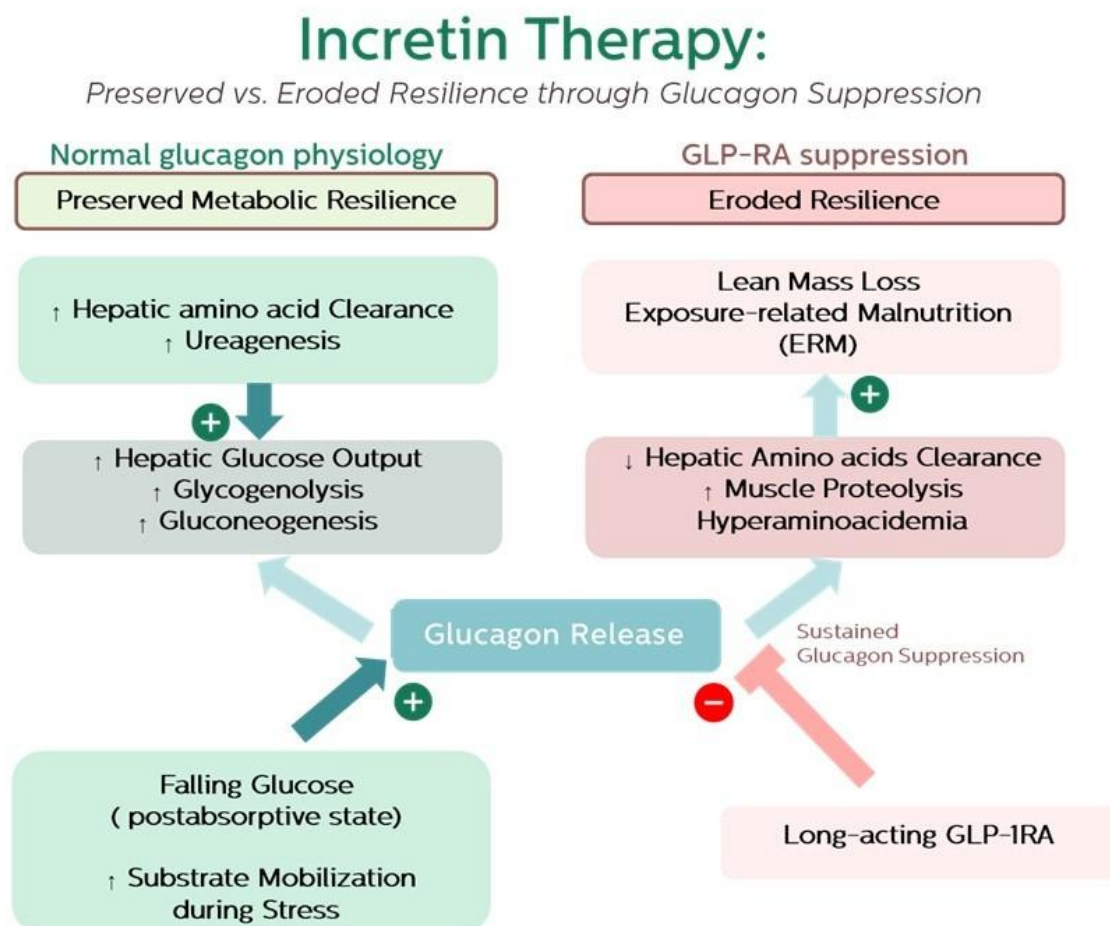 Incretin Therapy:
Preserved vs. Eroded Resilience through Glucagon Suppression
Normal glucagon physiology
Preserved Metabolic Resilience
↑ Hepatic amino acid Clearance
↑ Ureagenesis
+
↑ Hepatic Glucose Output
↑ Glycogenolysis
↑ Gluconeogenesis
GLP-RA suppression
Eroded Resilience
Lean Mass Loss
Exposure-related Malnutrition
(ERM)
+
↓ Hepatic Amino acids Clearance
↑ Muscle Proteolysis
Hyperaminoacidemia
Glucagon Release
Sustained
Glucagon Suppression
+
−
Falling Glucose
( postabsorptive state)
↑ Substrate Mobilization
during Stress
Long-acting GLP-1RA